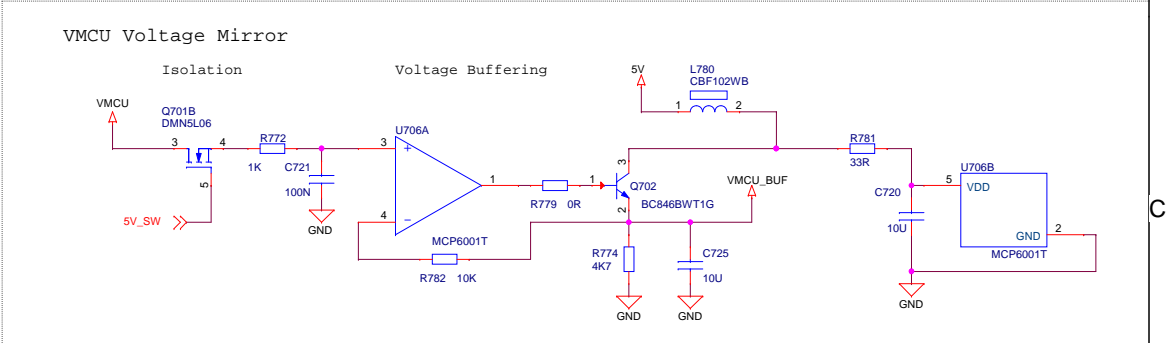 VMCU Voltage Mirror
Isolation
Voltage Buffering
VMCU
Q701B
DMN5L06
3
4
5
5V_SW
R772
1K
C721
100N
GND
U706A
3
+
4
−
1
MCP6001T
R782 10K
R779 0R
1
3
2
Q702
BC846BWT1G
5V
L780
CBF102WB
1
2
VMCU_BUF
R774
4K7
GND
C725
10U
GND
R781
33R
C720
10U
GND
U706B
5
VDD
GND
2
MCP6001T
C